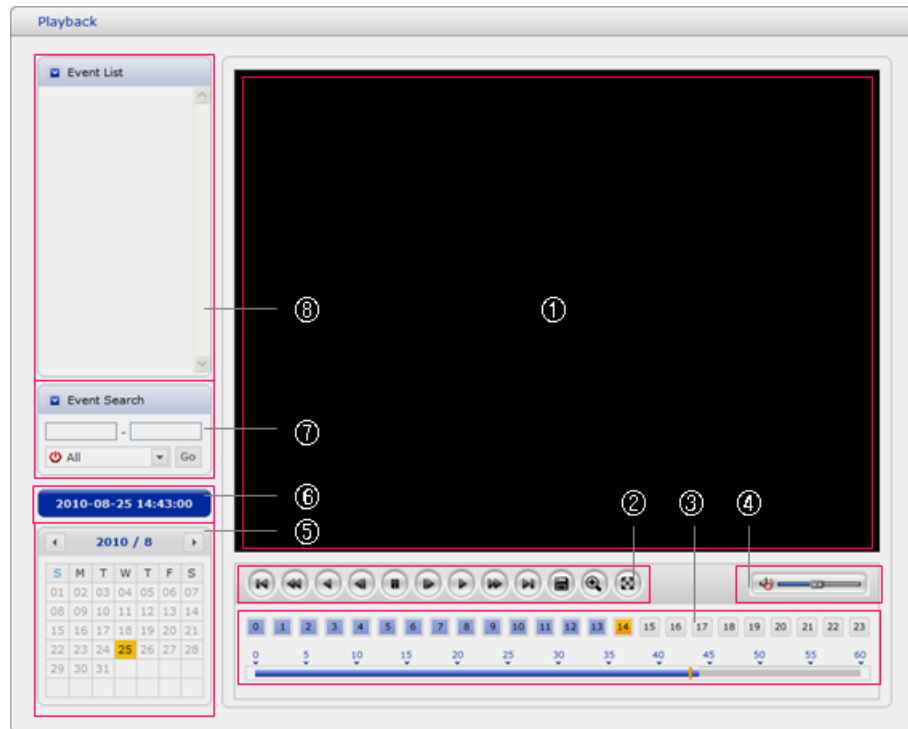 Playback
Event List
⑧
①
Event Search
-
⑦
All
Go
⑥
2010-08-25 14:43:00
②
③
④
⑤
2010 / 8
S M T W T F S
01 02 03 04 05 06 07
08 09 10 11 12 13 14
15 16 17 18 19 20 21
22 23 24 25 26 27 28
29 30 31
0 1 2 3 4 5 6 7 8 9 10 11 12 13 14 15 16 17 18 19 20 21 22 23
0 5 10 15 20 25 30 35 40 45 50 55 60